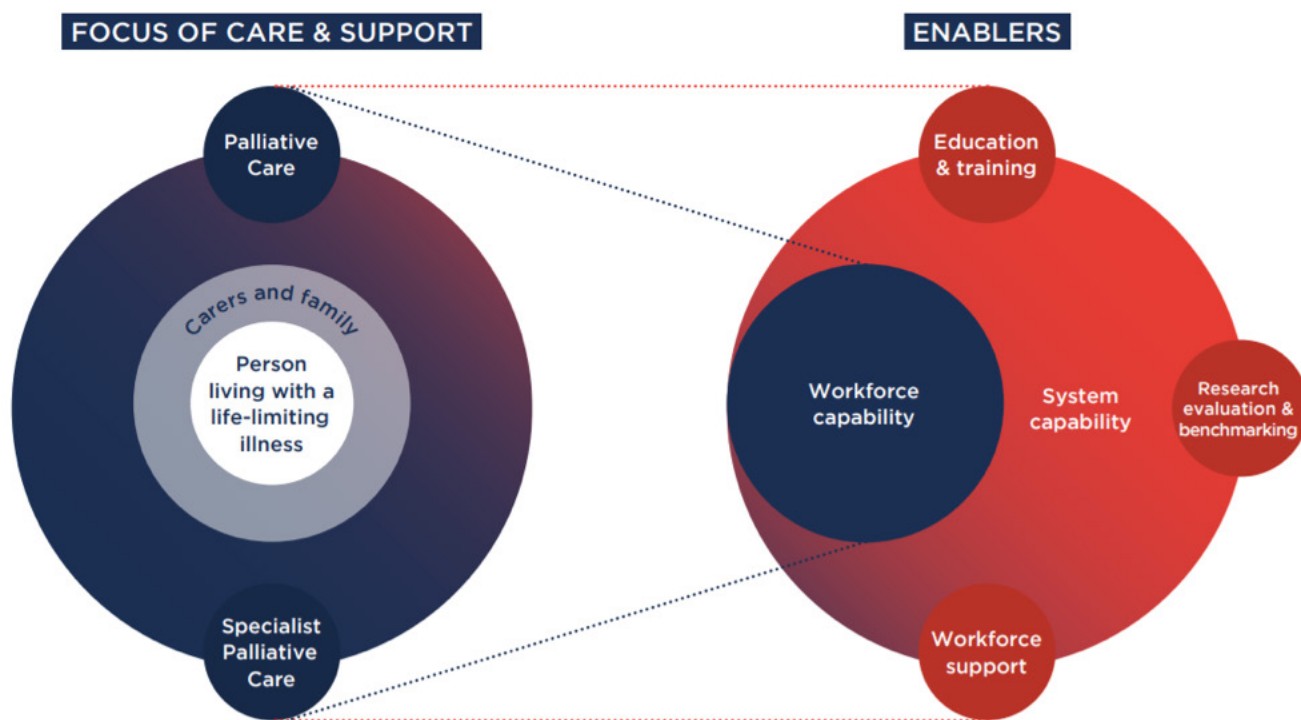 FOCUS OF CARE & SUPPORT
Palliative
Care
Carers and family
Person
living with a
life-limiting
illness
Specialist
Palliative
Care
ENABLERS
Education
& training
Workforce
capability
System
capability
Research
evaluation &
benchmarking
Workforce
support